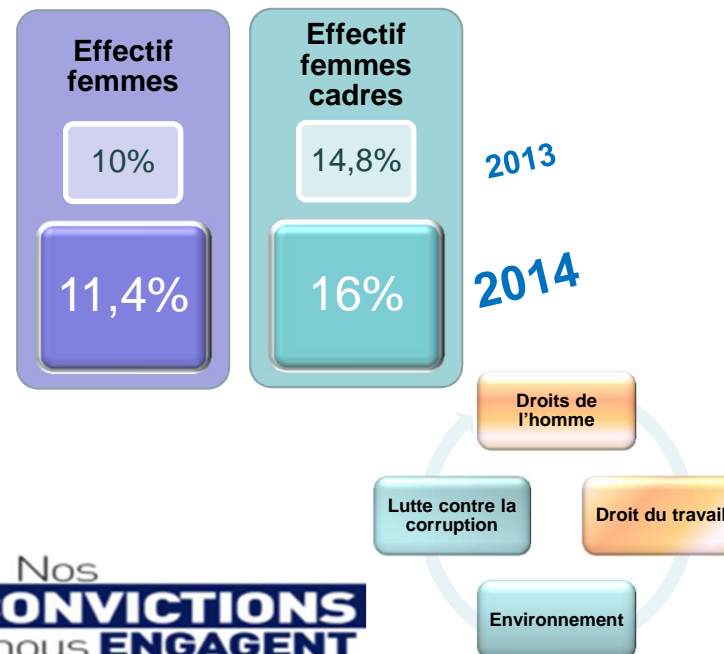 Effectif
femmes
10%
11,4%
Effectif
femmes
cadres
14,8%
16%
2013
2014
Droits de
l'homme
Lutte contre la
corruption
Droit du travail
Environnement
Nos
CONVICTIONS
nous ENGAGENT